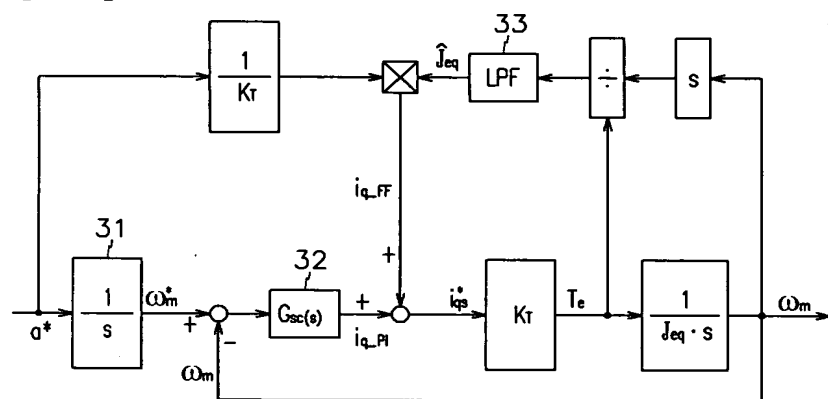 33
1
KT
Ĵeq
LPF
÷
s
iq_FF
31
32
+
1
s
a*
ωm*
+
-
ωm
Gsc(s)
+
iq_PI
iqs*
KT
Te
1
Jeq · s
ωm